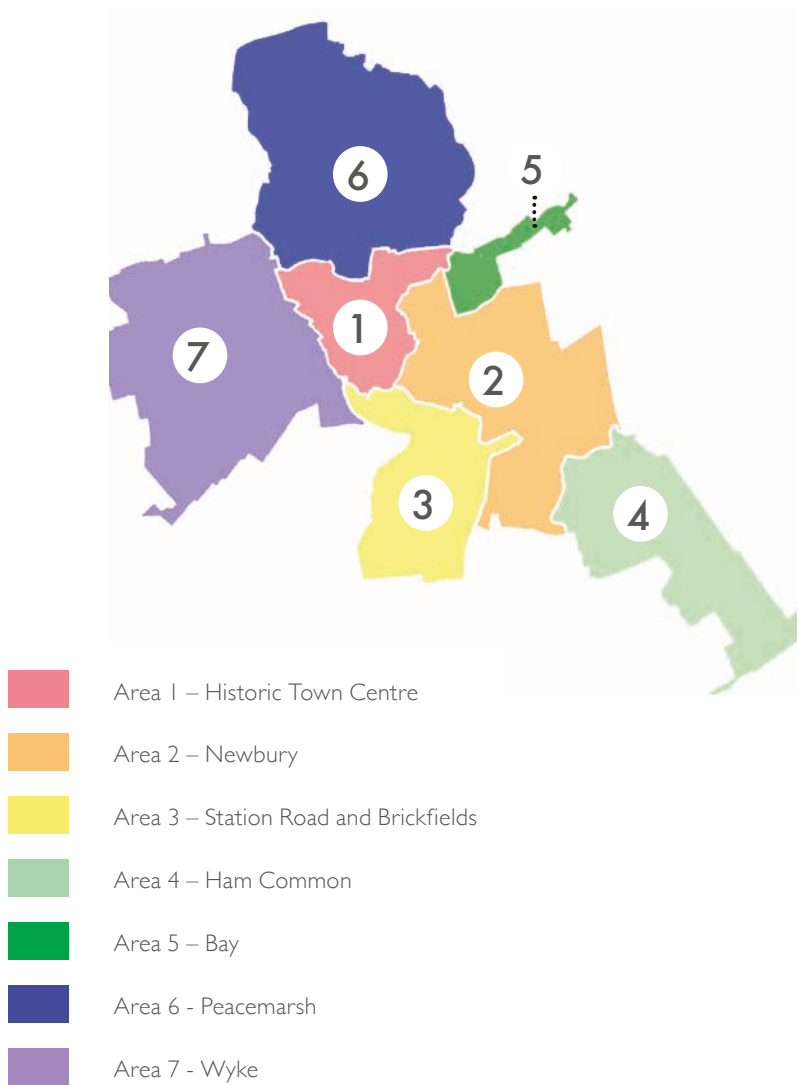 6
5
1
7
2
3
4
Area 1 – Historic Town Centre
Area 2 – Newbury
Area 3 – Station Road and Brickfields
Area 4 – Ham Common
Area 5 – Bay
Area 6 - Peacemarsh
Area 7 - Wyke